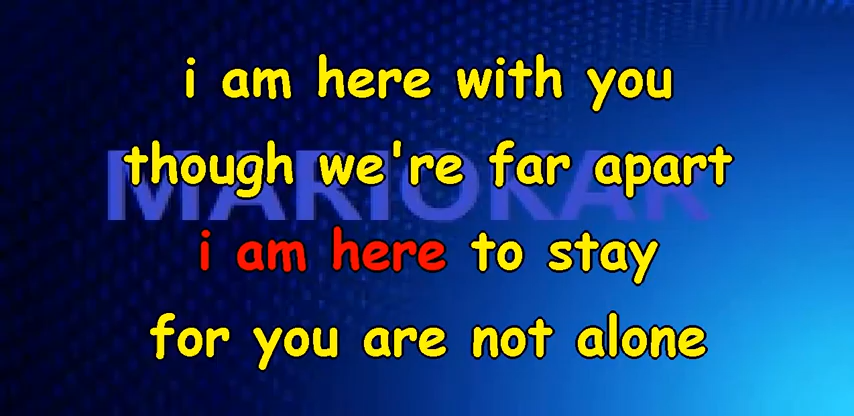 i am here with you
though we're far apart
MARIOKAR
i am here to stay
for you are not alone